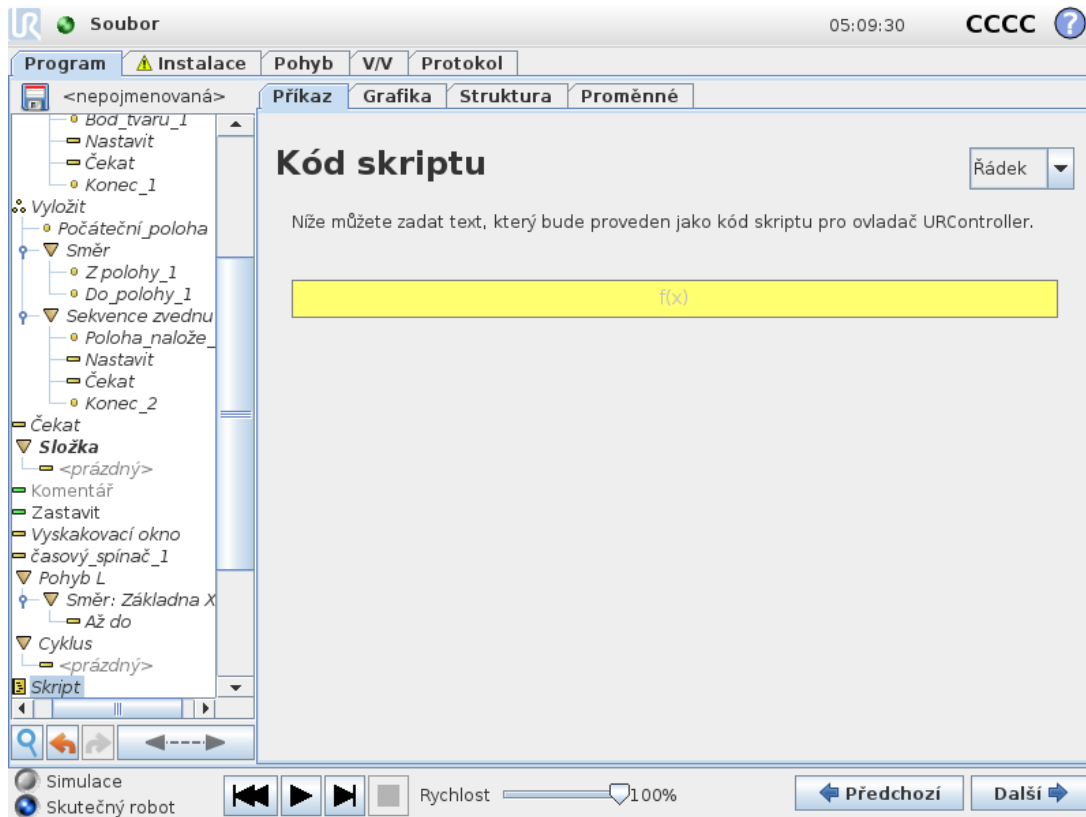 UR Soubor 05:09:30 CCCC ?
Program Instalace Pohyb V/V Protokol
<nepojmenovaná> Příkaz Grafika Struktura Proměnné
Bod_tvaru_1
Nastavit
Čekat
Konec_1
Vyložit
Počáteční_poloha
Směr
Z polohy_1
Do_polohy_1
Sekvence zvednu
Poloha_nalože_
Nastavit
Čekat
Konec_2
Čekat
Složka
<prázdný>
Komentář
Zastavit
Vyskakovací okno
časový_spínač_1
Pohyb L
Směr: Základna X
Až do
Cyklus
<prázdný>
Skript
Kód skriptu
Řádek
Níže můžete zadat text, který bude proveden jako kód skriptu pro ovladač URController.
f(x)
Simulace
Skutečný robot
Rychlost 100%
Předchozí Další